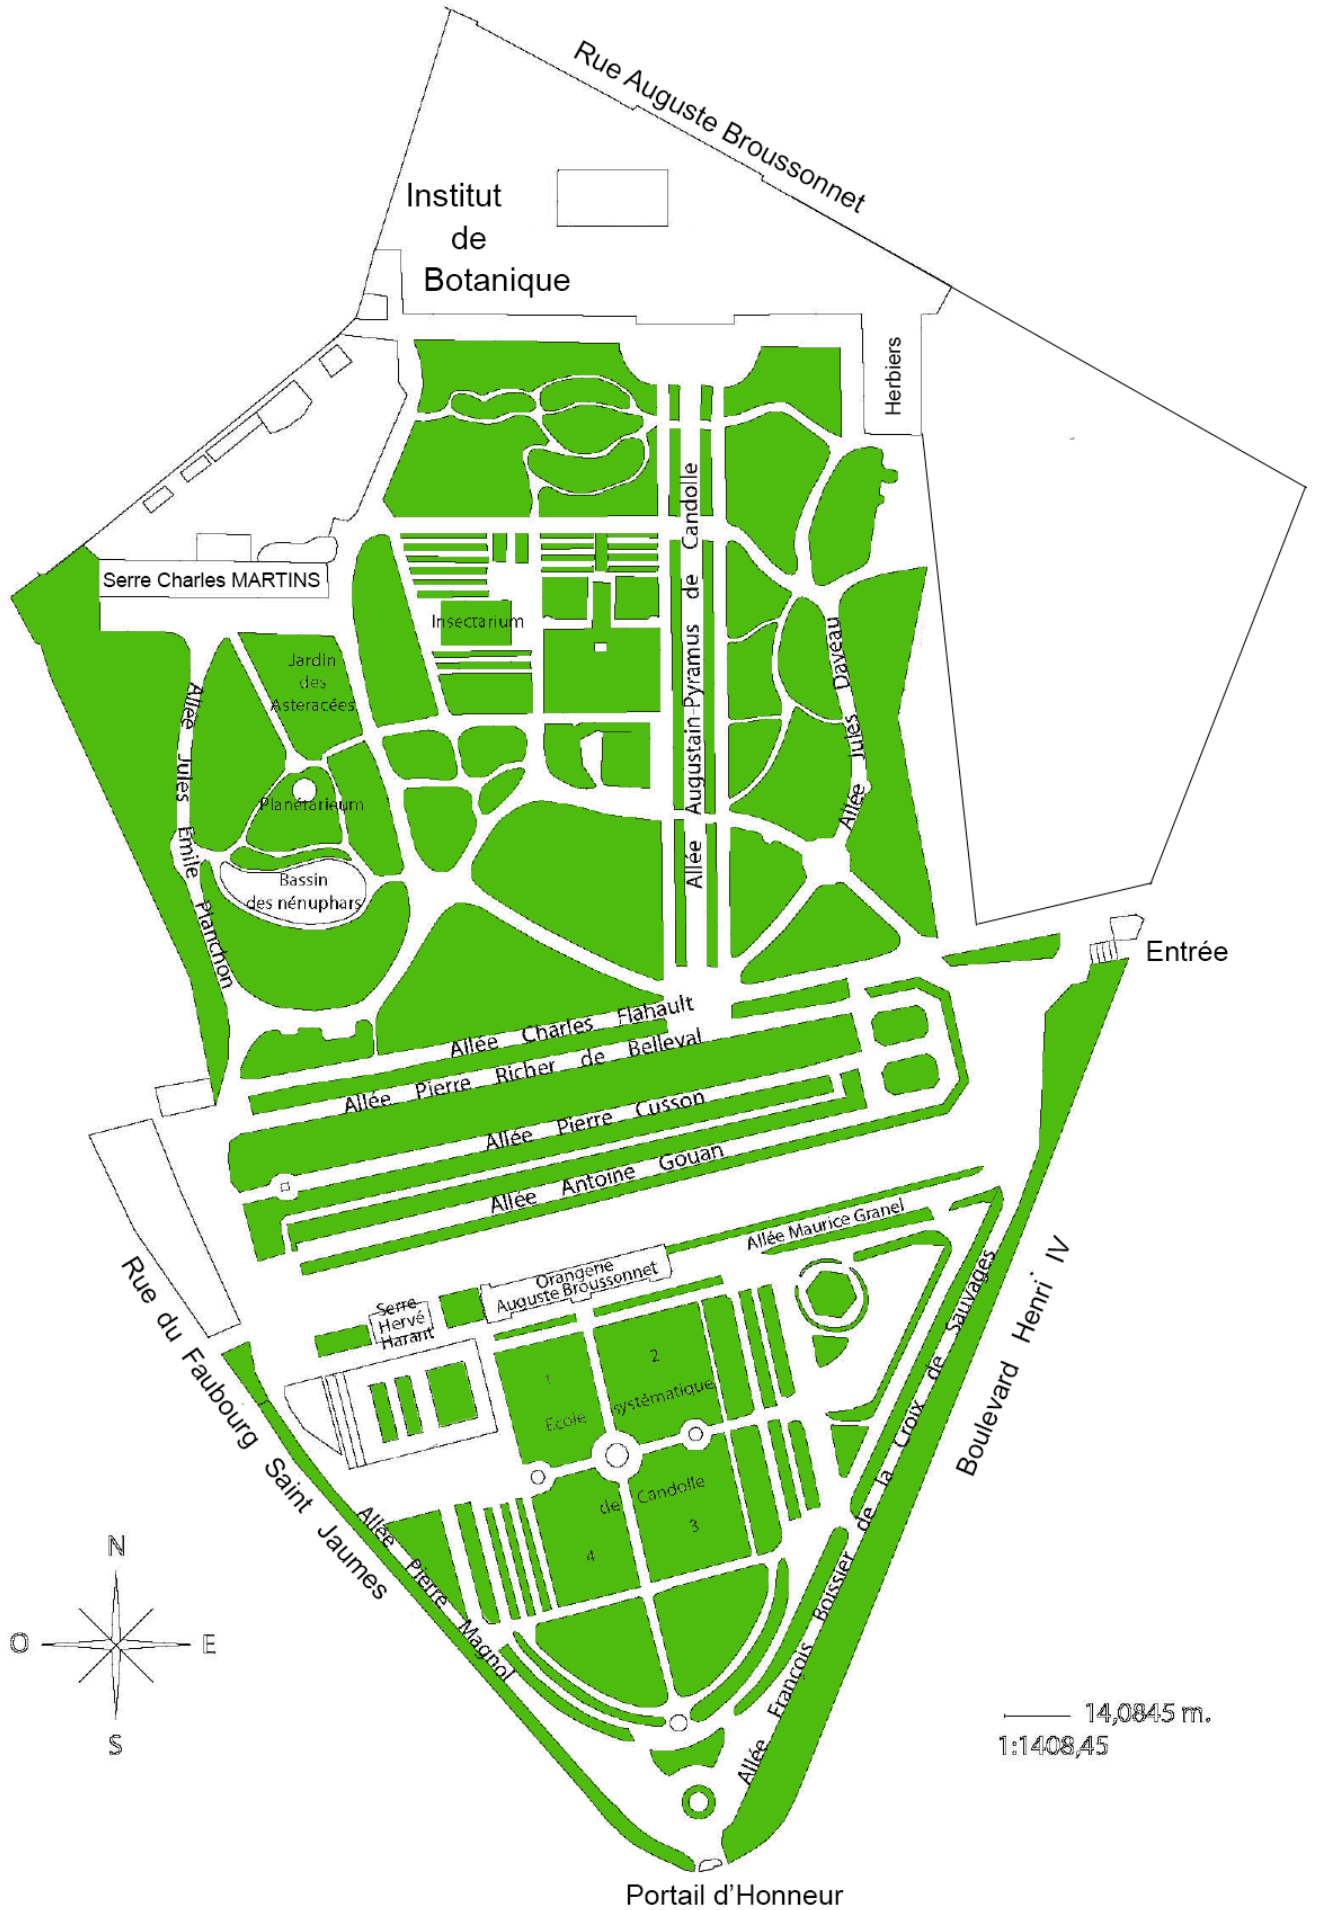 Rue Auguste Broussonnet
Institut
de
Botanique
Herbiers
Serre Charles MARTINS
Insectarium
Jardin
des
Asteracées
Allée Jules Emile Planchon
Allée Augustain-Pyramus de Candolle
Allée Jules Daveau
Planétarieum
Bassin
des nénuphars
Entrée
Allée Charles Flahault
Allée Pierre Richer de Belleval
Allée Pierre Cusson
Allée Antoine Gouan
Allée Maurice Granel
Orangerie
Auguste Broussonnet
Serre
Hervé
Harant
Rue du Faubourg Saint Jaumes
Boulevard Henri IV
Allée François Boissier de la Croix de Sauvages
1
2
Ecole systématique
de Candolle
3
4
Allée Pierre Magnol
N
O
E
S
14,0845 m.
1:1408,45
Portail d'Honneur